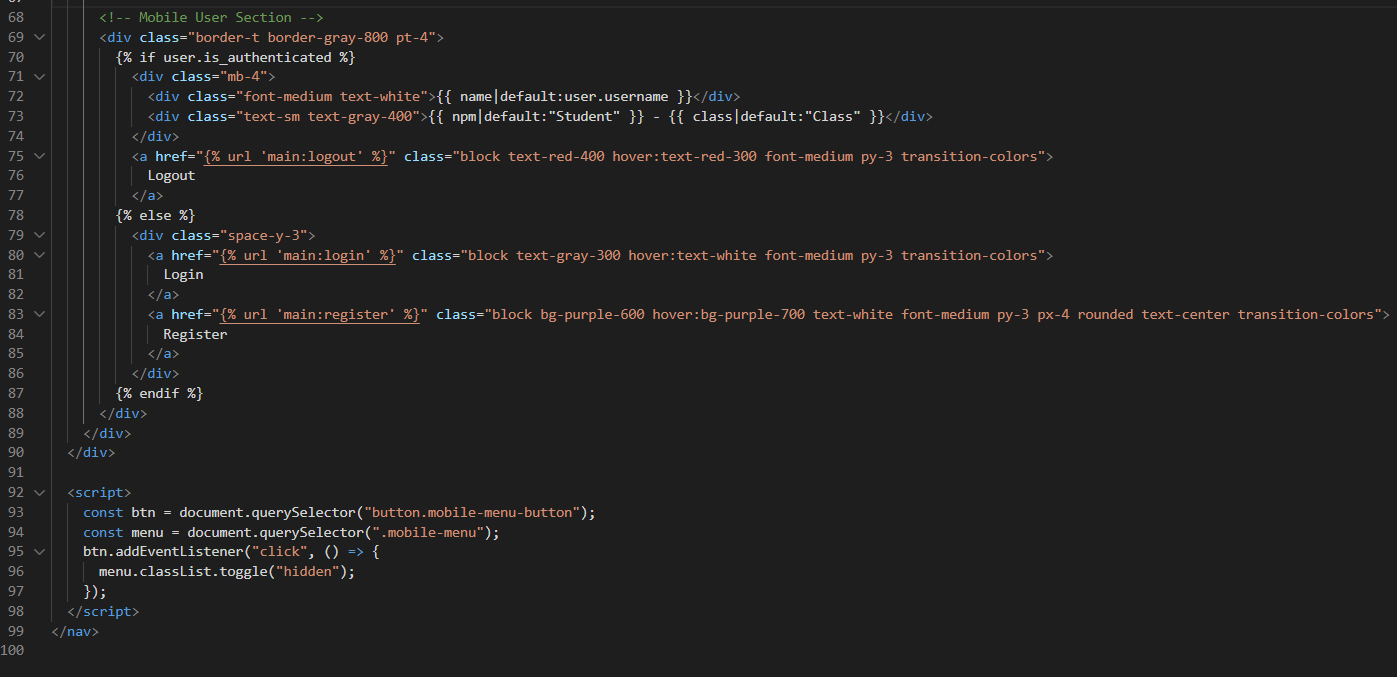 68 <!-- Mobile User Section -->
69 <div class="border-t border-gray-800 pt-4">
70 {% if user.is_authenticated %}
71 <div class="mb-4">
72 <div class="font-medium text-white">{{ name|default:user.username }}</div>
73 <div class="text-sm text-gray-400">{{ npm|default:"Student" }} - {{ class|default:"Class" }}</div>
74 </div>
75 <a href="{% url 'main:logout' %}" class="block text-red-400 hover:text-red-300 font-medium py-3 transition-colors">
76 Logout
77 </a>
78 {% else %}
79 <div class="space-y-3">
80 <a href="{% url 'main:login' %}" class="block text-gray-300 hover:text-white font-medium py-3 transition-colors">
81 Login
82 </a>
83 <a href="{% url 'main:register' %}" class="block bg-purple-600 hover:bg-purple-700 text-white font-medium py-3 px-4 rounded text-center transition-colors">
84 Register
85 </a>
86 </div>
87 {% endif %}
88 </div>
89 </div>
90 </div>
91
92 <script>
93 const btn = document.querySelector("button.mobile-menu-button");
94 const menu = document.querySelector(".mobile-menu");
95 btn.addEventListener("click", () => {
96 menu.classList.toggle("hidden");
97 });
98 </script>
99 </nav>
100